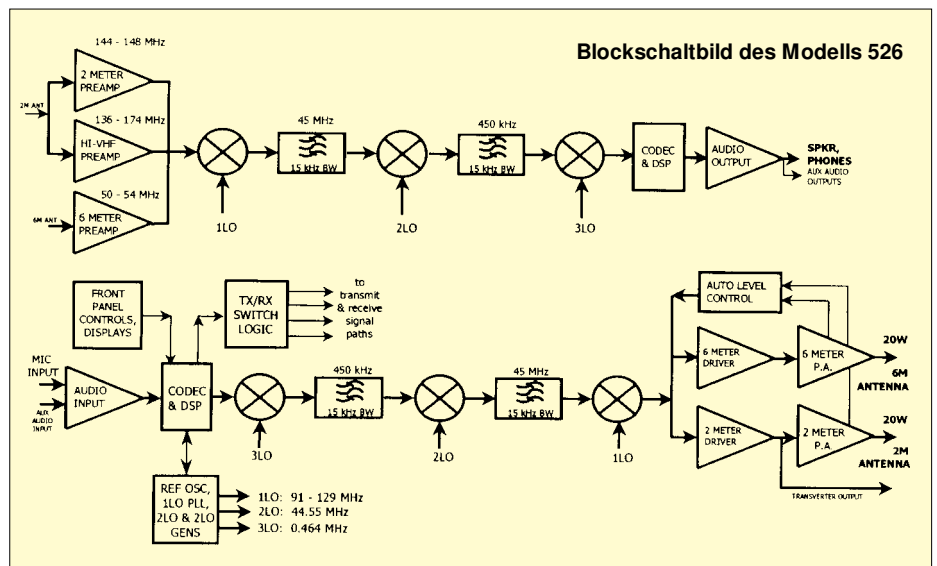 Blockschaltbild des Modells 526
144 - 148 MHz
2 METER
PREAMP
2M ANT
136 - 174 MHz
HI-VHF
PREAMP
50 - 54 MHz
6M ANT
6 METER
PREAMP
1LO
45 MHz
15 kHz BW
2LO
450 kHz
15 kHz BW
3LO
CODEC
& DSP
AUDIO
OUTPUT
SPKR,
PHONES
AUX AUDIO
OUTPUTS
FRONT
PANEL
CONTROLS,
DISPLAYS
TX/RX
SWITCH
LOGIC
to
transmit
& receive
signal
paths
MIC
INPUT
AUX
AUDIO
INPUT
AUDIO
INPUT
CODEC
& DSP
3LO
450 kHz
15 kHz BW
2LO
45 MHz
15 kHz BW
1LO
AUTO LEVEL
CONTROL
6 METER
DRIVER
6 METER
P.A.
20W
6M
ANTENNA
2 METER
DRIVER
2 METER
P.A.
20W
2M
ANTENNA
TRANSVERTER OUTPUT
REF OSC,
1LO PLL,
2LO & 2LO
GENS
1LO: 91 - 129 MHz
2LO: 44.55 MHz
3LO: 0.464 MHz